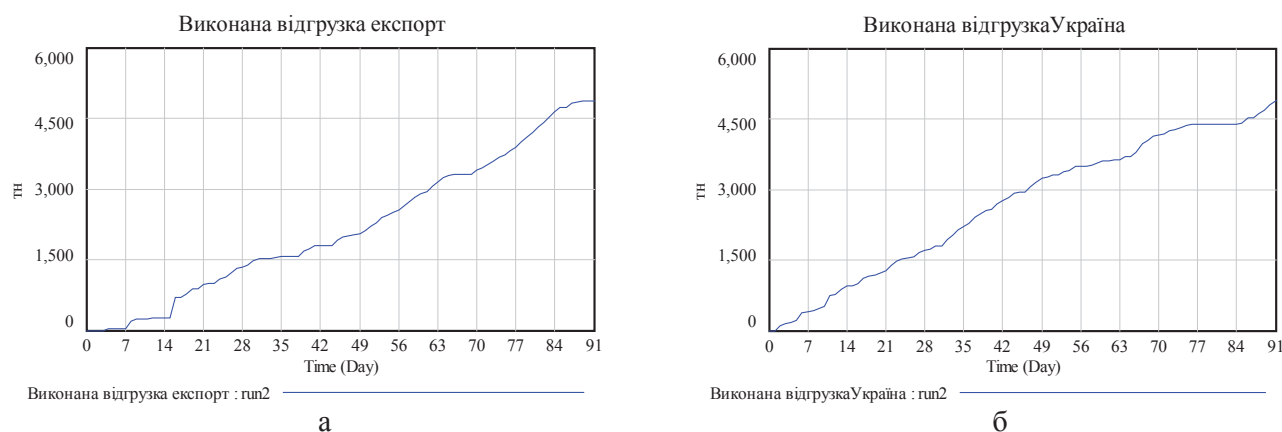 Виконана відгрузка експорт
6,000
4,500
3,000
1,500
0
тн
0 7 14 21 28 35 42 49 56 63 70 77 84 91
Time (Day)
Виконана відгрузка експорт : run2
а
Виконана відгрузкаУкраїна
6,000
4,500
3,000
1,500
0
тн
0 7 14 21 28 35 42 49 56 63 70 77 84 91
Time (Day)
Виконана відгрузкаУкраїна : run2
б